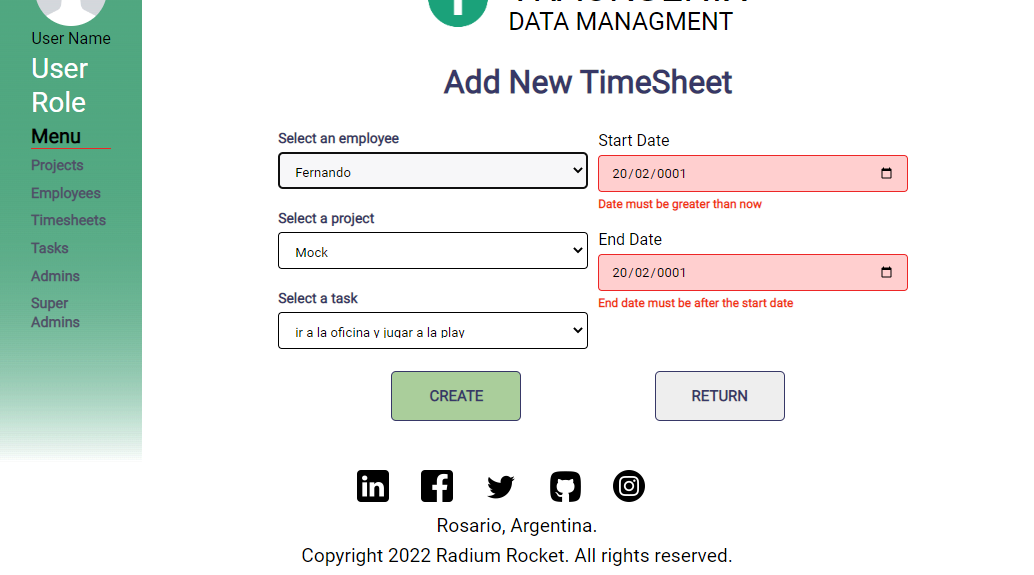 User Name
User
Role
Menu
Projects
Employees
Timesheets
Tasks
Admins
Super
Admins
DATA MANAGMENT
Add New TimeSheet
Select an employee
Fernando
Select a project
Mock
Select a task
ir a la oficina y jugar a la play
Start Date
20/02/0001
Date must be greater than now
End Date
20/02/0001
End date must be after the start date
CREATE
RETURN
Rosario, Argentina.
Copyright 2022 Radium Rocket. All rights reserved.